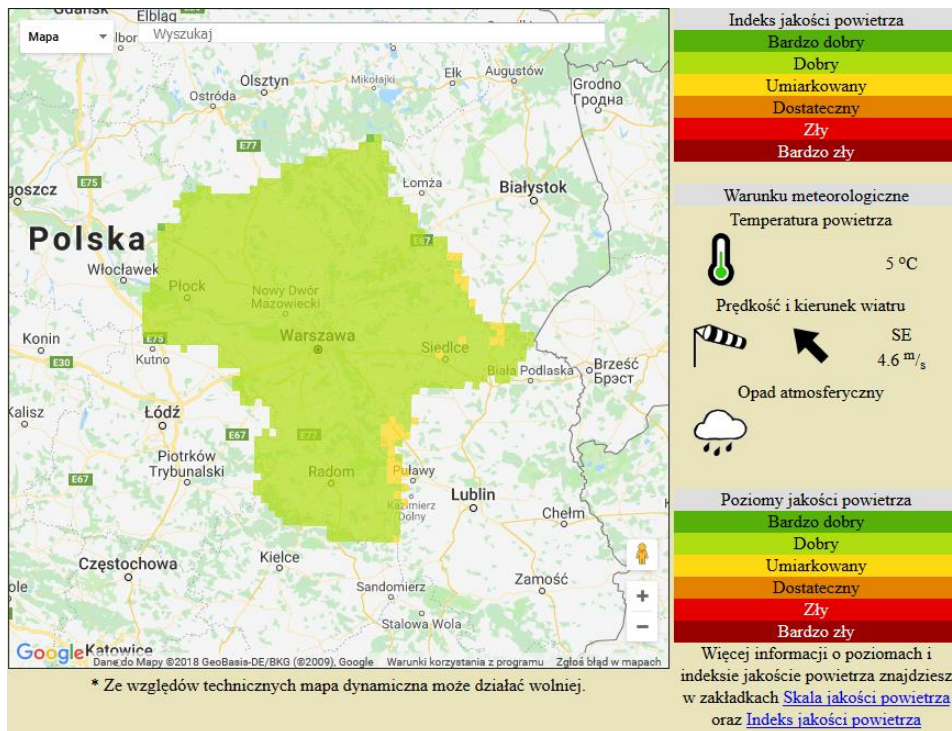 Gdańsk
Elbląg
Mapa
Wyszukaj
Olsztyn
Mikołajki
Ełk
Augustów
Ostróda
Grodno
Гродна
E77
E75
Łomża
Białystok
goszcz
Polska
E67
Włocławek
Płock
Nowy Dwór
Mazowiecki
Konin
E75
Warszawa
Siedlce
Kutno
E30
Biała Podlaska
Brześć
Брэст
Kalisz
Łódź
E67
E77
Piotrków
Trybunalski
E67
Radom
Puławy
Kazimierz
Dolny
Lublin
Chełm
Częstochowa
Kielce
Zamość
ole
Sandomierz
Stalowa Wola
+
−
Google
Katowice
Dane do Mapy ©2018 GeoBasis-DE/BKG (©2009), Google
Warunki korzystania z programu
Zgłoś błąd w mapach
* Ze względów technicznych mapa dynamiczna może działać wolniej.
Indeks jakości powietrza
Bardzo dobry
Dobry
Umiarkowany
Dostateczny
Zły
Bardzo zły
Warunku meteorologiczne
Temperatura powietrza
5 °C
Prędkość i kierunek wiatru
SE
4.6 m/s
Opad atmosferyczny
Poziomy jakości powietrza
Bardzo dobry
Dobry
Umiarkowany
Dostateczny
Zły
Bardzo zły
Więcej informacji o poziomach i
indeksie jakoście powietrza znajdziesz
w zakładkach Skala jakości powietrza
oraz Indeks jakości powietrza